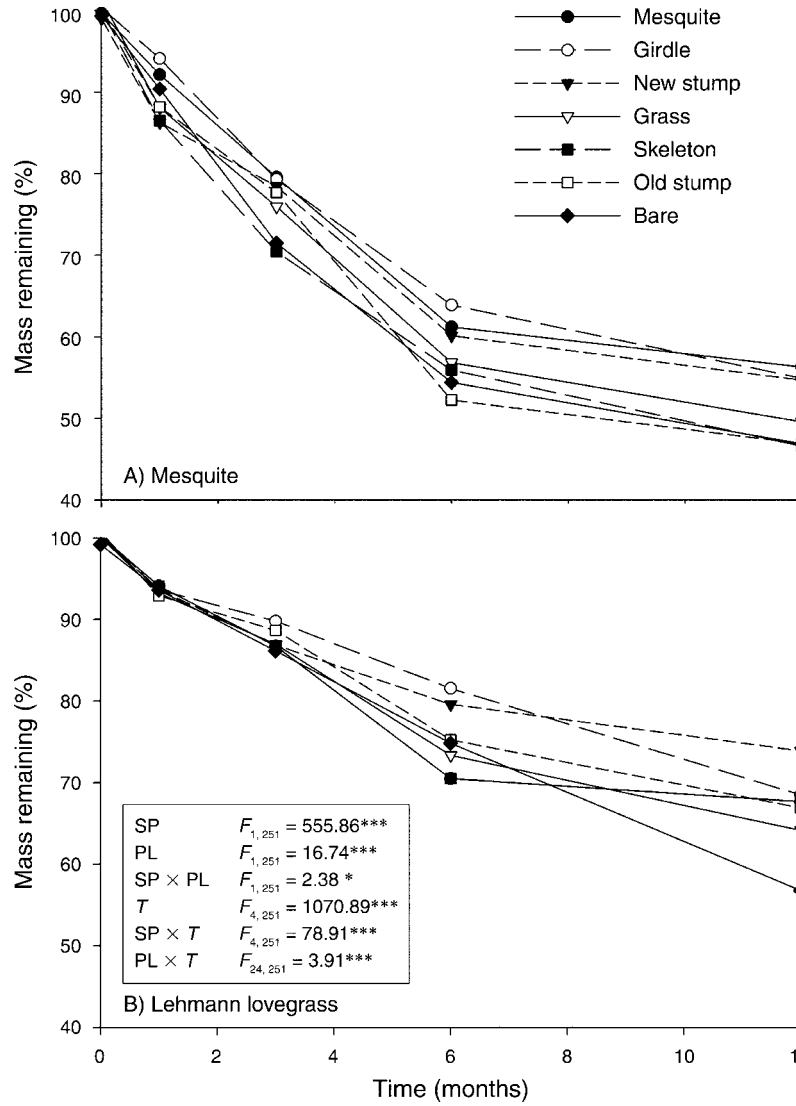 100
90
80
70
60
50
40
Mass remaining (%)
Mesquite
Girdle
New stump
Grass
Skeleton
Old stump
Bare
A) Mesquite
100
90
80
70
60
50
40
Mass remaining (%)
SP F1, 251 = 555.86***
PL F1, 251 = 16.74***
SP × PL F1, 251 = 2.38 *
T F4, 251 = 1070.89***
SP × T F4, 251 = 78.91***
PL × T F24, 251 = 3.91***
B) Lehmann lovegrass
0 2 4 6 8 10
Time (months)